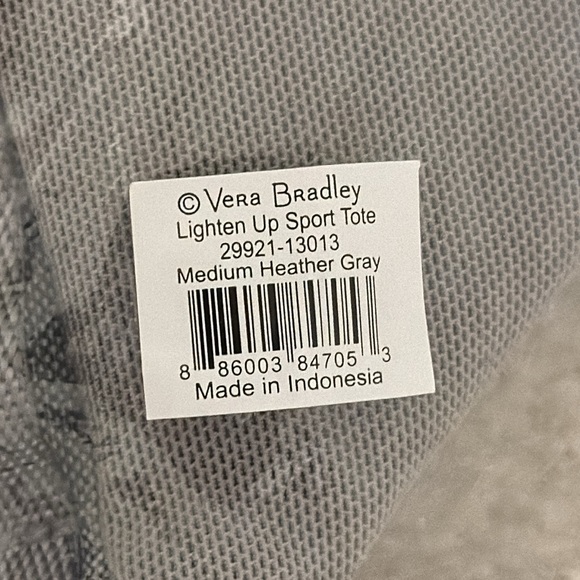 © Vera Bradley
Lighten Up Sport Tote
29921-13013
Medium Heather Gray
8 86003 84705 3
Made in Indonesia